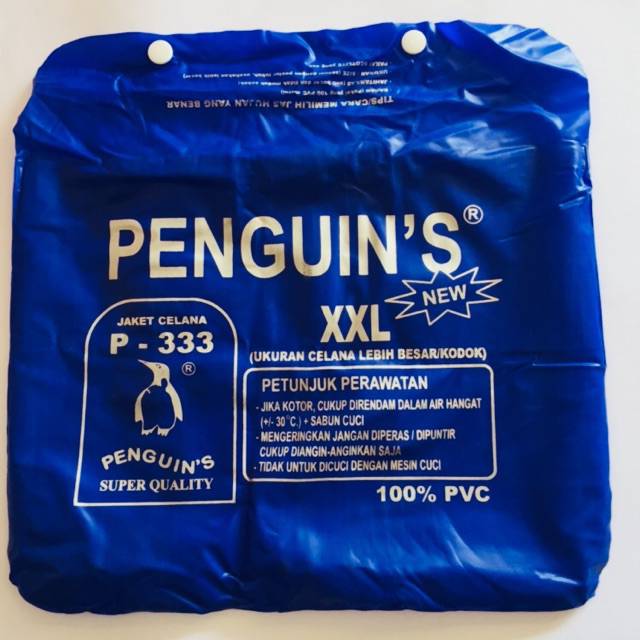 TIPS/CARA MEMILIH JAS HUJAN YANG BENAR
PENGUIN'S®
NEW
XXL
(UKURAN CELANA LEBIH BESAR/KODOK)
JAKET CELANA
P - 333
®
PENGUIN'S
SUPER QUALITY
PETUNJUK PERAWATAN
- JIKA KOTOR, CUKUP DIRENDAM DALAM AIR HANGAT
(+/- 30°C.) + SABUN CUCI
- MENGERINGKAN JANGAN DIPERAS / DIPUNTIR
CUKUP DIANGIN-ANGINKAN SAJA
- TIDAK UNTUK DICUCI DENGAN MESIN CUCI
100% PVC